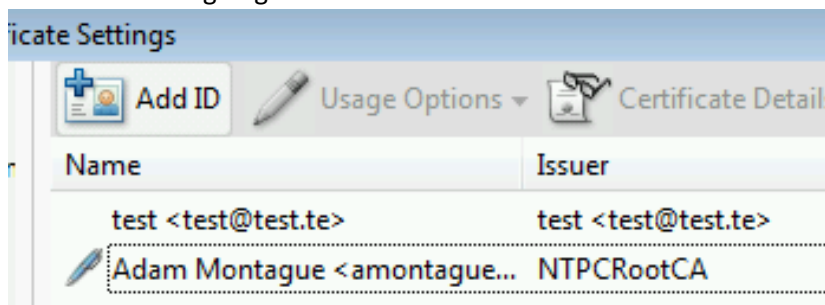 icate Settings
Add ID Usage Options Certificate Detail
Name Issuer
test <test@test.te> test <test@test.te>
Adam Montague <amontague... NTPCRootCA